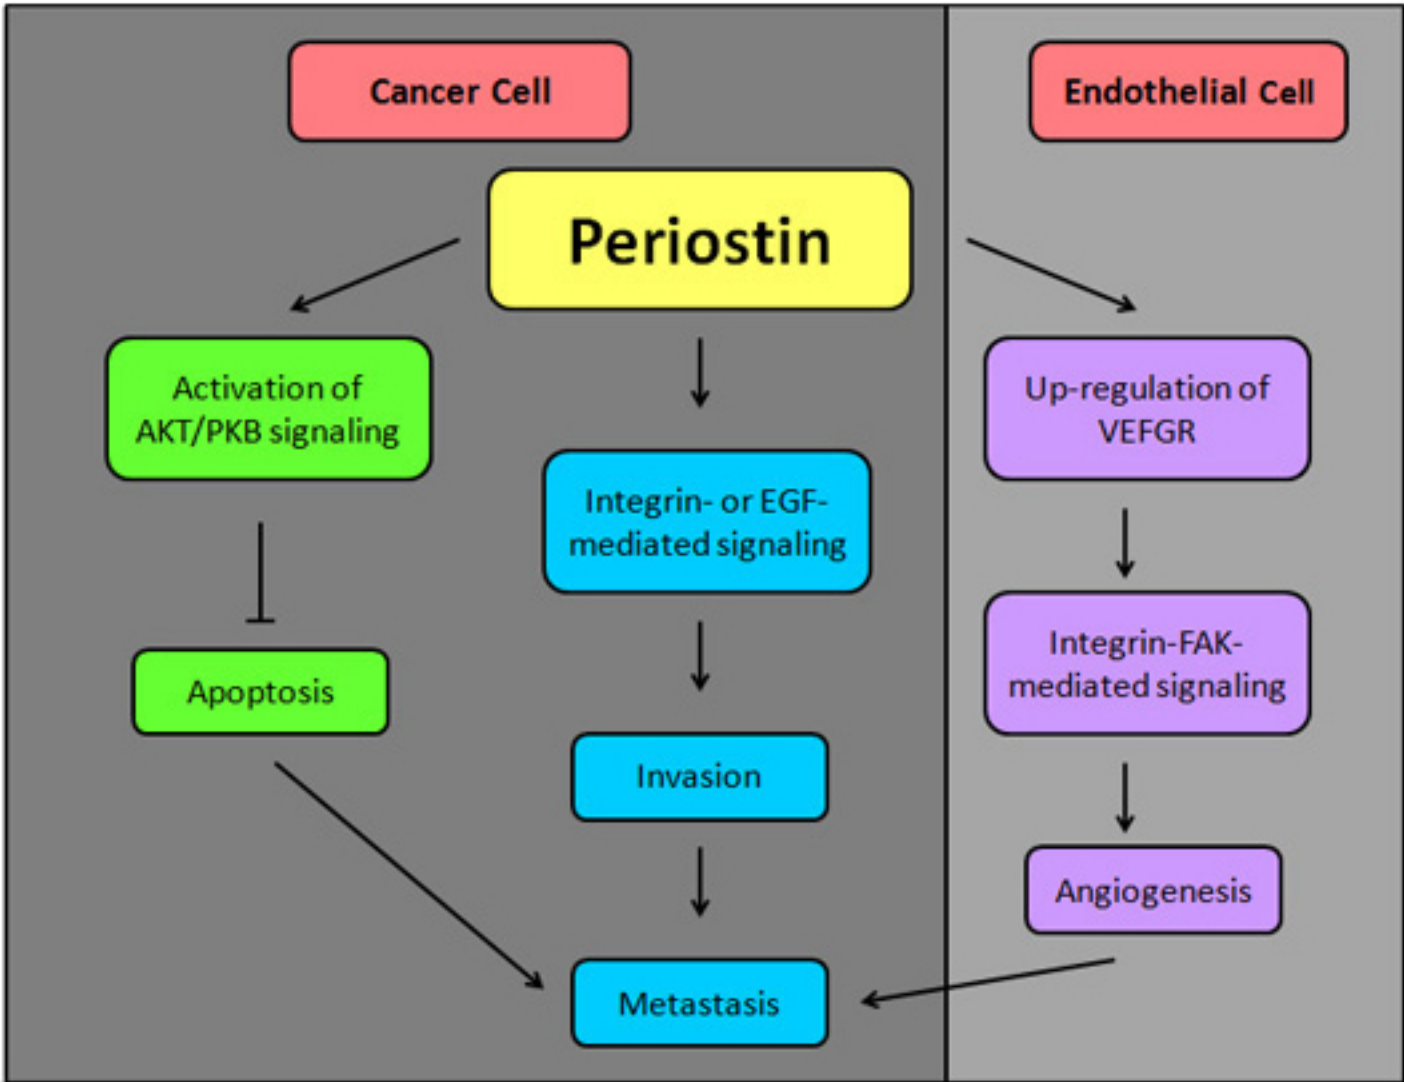 Cancer Cell
Endothelial Cell
Periostin
Activation of
AKT/PKB signaling
Apoptosis
Integrin- or EGF-
mediated signaling
Invasion
Metastasis
Up-regulation of
VEFGR
Integrin-FAK-
mediated signaling
Angiogenesis